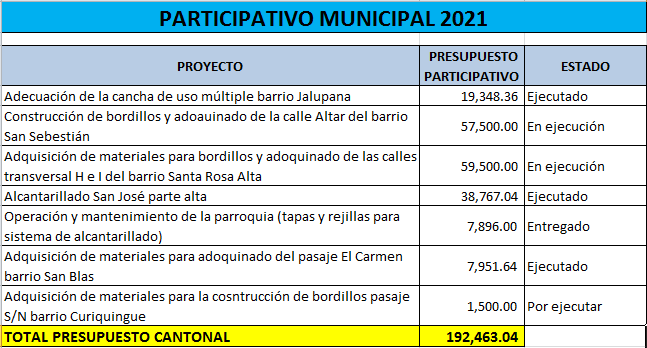 PARTICIPATIVO MUNICIPAL 2021
PROYECTO PRESUPUESTO PARTICIPATIVO ESTADO
Adecuación de la cancha de uso múltiple barrio Jalupana 19,348.36 Ejecutado
Construcción de bordillos y adoauinado de la calle Altar del barrio
San Sebestián 57,500.00 En ejecución
Adquisición de materiales para bordillos y adoquinado de las calles
transversal H e I del barrio Santa Rosa Alta 59,500.00 En ejecución
Alcantarillado San José parte alta 38,767.04 Ejecutado
Operación y mantenimiento de la parroquia (tapas y rejillas para
sistema de alcantarillado) 7,896.00 Entregado
Adquisición de materiales para adoquinado del pasaje El Carmen
barrio San Blas 7,951.64 Ejecutado
Adquisición de materiales para la cosntrucción de bordillos pasaje
S/N barrio Curiquingue 1,500.00 Por ejecutar
TOTAL PRESUPUESTO CANTONAL 192,463.04